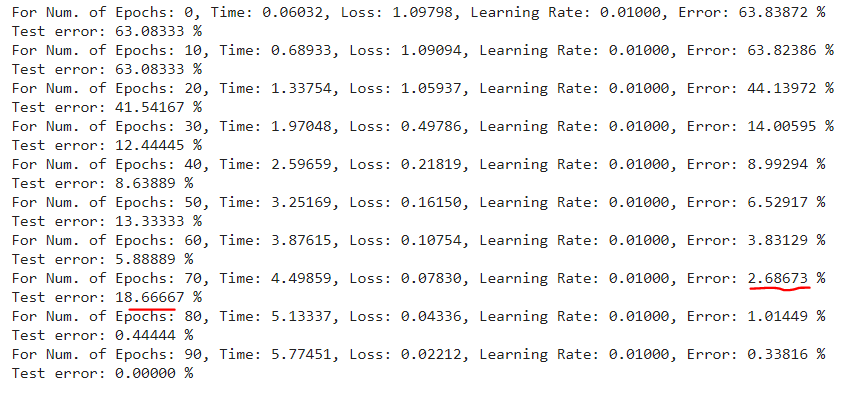 For Num. of Epochs: 0, Time: 0.06032, Loss: 1.09798, Learning Rate: 0.01000, Error: 63.83872 %
Test error: 63.08333 %
For Num. of Epochs: 10, Time: 0.68933, Loss: 1.09094, Learning Rate: 0.01000, Error: 63.82386 %
Test error: 63.08333 %
For Num. of Epochs: 20, Time: 1.33754, Loss: 1.05937, Learning Rate: 0.01000, Error: 44.13972 %
Test error: 41.54167 %
For Num. of Epochs: 30, Time: 1.97048, Loss: 0.49786, Learning Rate: 0.01000, Error: 14.00595 %
Test error: 12.44445 %
For Num. of Epochs: 40, Time: 2.59659, Loss: 0.21819, Learning Rate: 0.01000, Error: 8.99294 %
Test error: 8.63889 %
For Num. of Epochs: 50, Time: 3.25169, Loss: 0.16150, Learning Rate: 0.01000, Error: 6.52917 %
Test error: 13.33333 %
For Num. of Epochs: 60, Time: 3.87615, Loss: 0.10754, Learning Rate: 0.01000, Error: 3.83129 %
Test error: 5.88889 %
For Num. of Epochs: 70, Time: 4.49859, Loss: 0.07830, Learning Rate: 0.01000, Error: 2.68673 %
Test error: 18.66667 %
For Num. of Epochs: 80, Time: 5.13337, Loss: 0.04336, Learning Rate: 0.01000, Error: 1.01449 %
Test error: 0.44444 %
For Num. of Epochs: 90, Time: 5.77451, Loss: 0.02212, Learning Rate: 0.01000, Error: 0.33816 %
Test error: 0.00000 %